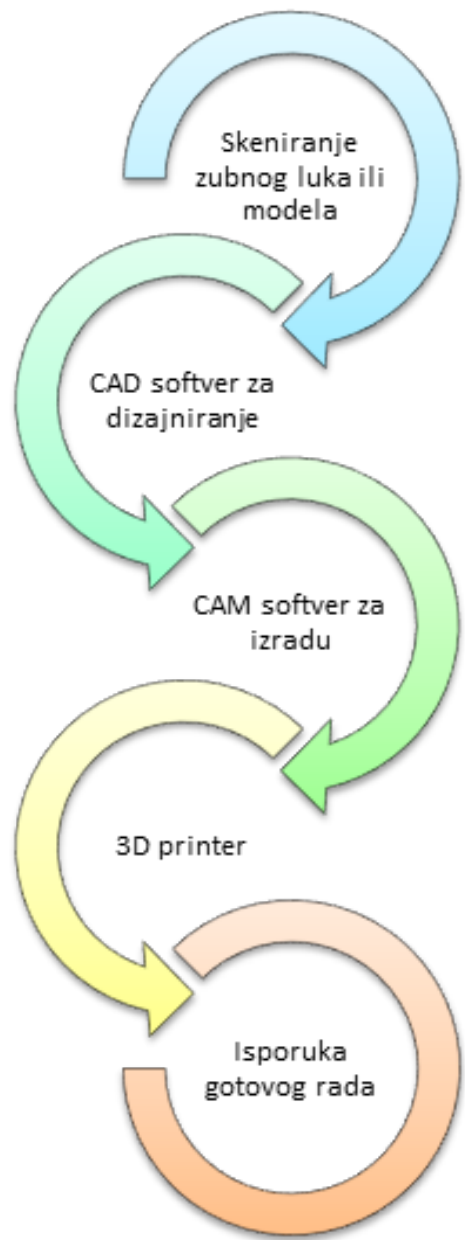 Skeniranje
zubnog luka ili
modela
CAD softver za
dizajniranje
CAM softver za
izradu
3D printer
Isporuka
gotovog rada